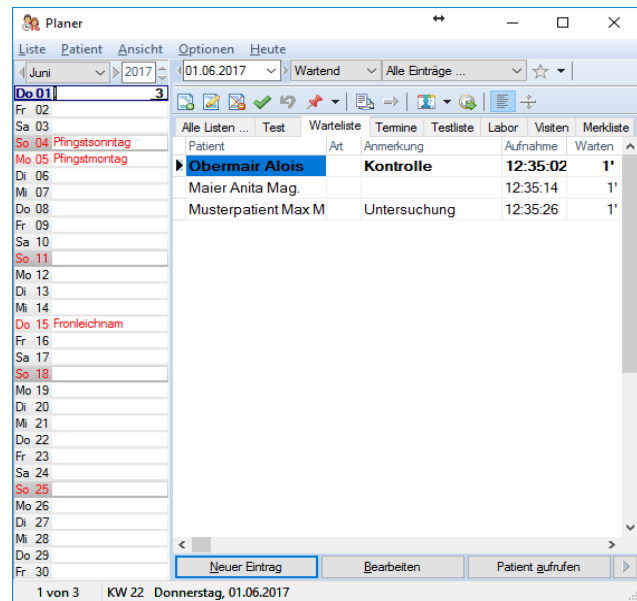 Planer
Liste Patient Ansicht Optionen Heute
Juni 2017 01.06.2017 Wartend Alle Einträge ...
Alle Listen ... Test Warteliste Termine Testliste Labor Visiten Merkliste
Patient Art Anmerkung Aufnahme Warten
Obermair Alois Kontrolle 12:35:02 1'
Maier Anita Mag. 12:35:14 1'
Musterpatient Max M Untersuchung 12:35:26 1'
Do 01 3
Fr 02
Sa 03
So 04 Pfingstsonntag
Mo 05 Pfingstmontag
Di 06
Mi 07
Do 08
Fr 09
Sa 10
So 11
Mo 12
Di 13
Mi 14
Do 15 Fronleichnam
Fr 16
Sa 17
So 18
Mo 19
Di 20
Mi 21
Do 22
Fr 23
Sa 24
So 25
Mo 26
Di 27
Mi 28
Do 29
Fr 30
Neuer Eintrag Bearbeiten Patient aufrufen
1 von 3 KW 22 Donnerstag, 01.06.2017